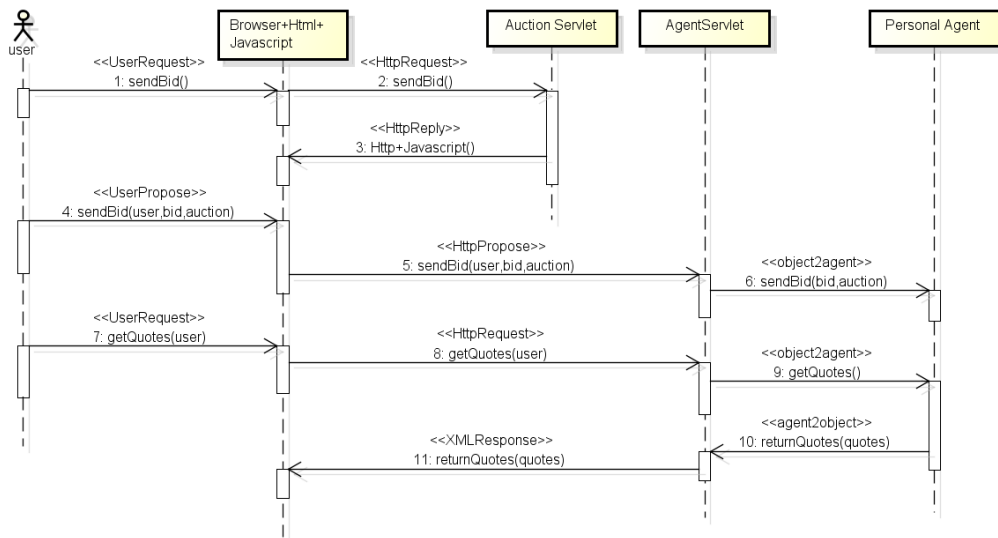 user
Browser+Html+
Javascript
Auction Servlet
AgentServlet
Personal Agent
<<UserRequest>>
1: sendBid()
<<HttpRequest>>
2: sendBid()
<<HttpReply>>
3: Http+Javascript()
<<UserPropose>>
4: sendBid(user,bid,auction)
<<HttpPropose>>
5: sendBid(user,bid,auction)
<<object2agent>>
6: sendBid(bid,auction)
<<UserRequest>>
7: getQuotes(user)
<<HttpRequest>>
8: getQuotes(user)
<<object2agent>>
9: getQuotes()
<<agent2object>>
10: returnQuotes(quotes)
<<XMLResponse>>
11: returnQuotes(quotes)